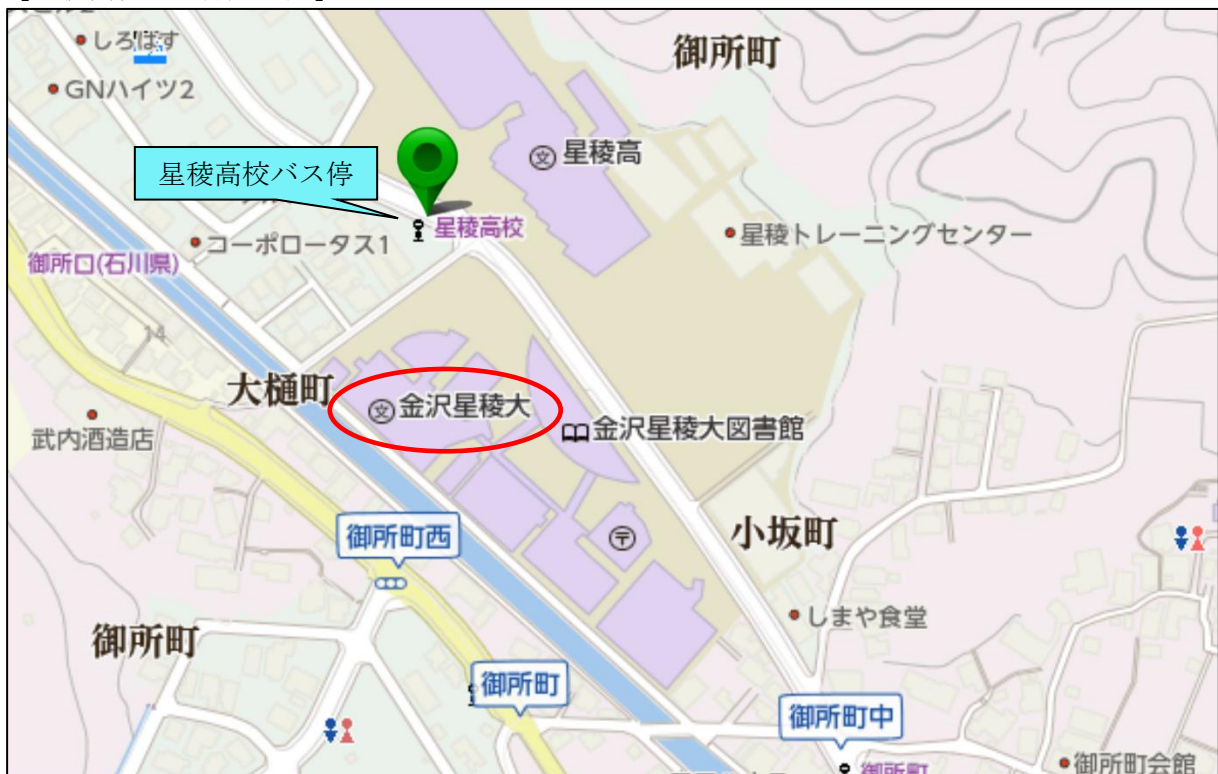 しろばす
御所町
GNハイツ2
星稜高
星稜高校バス停
星稜高校
星稜トレーニングセンター
コーポロータス1
御所口(石川県)
14
大樋町
金沢星稜大
武内酒造店
金沢星稜大図書館
小坂町
御所町西
しまや食堂
御所町
御所町
御所町中
御所町会館
御所町